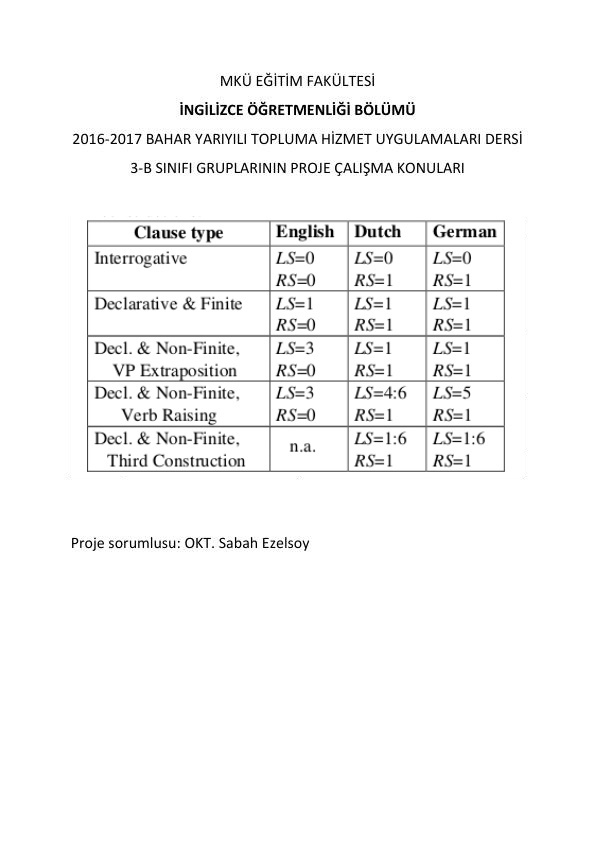 MKÜ EĞİTİM FAKÜLTESİ
İNGİLİZCE ÖĞRETMENLİĞİ BÖLÜMÜ
2016-2017 BAHAR YARIYILI TOPLUMA HİZMET UYGULAMALARI DERSİ
3-B SINIFI GRUPLARININ PROJE ÇALIŞMA KONULARI
Clause type English Dutch German
Interrogative LS=0 LS=0 LS=0
RS=0 RS=1 RS=1
Declarative & Finite LS=1 LS=1 LS=1
RS=0 RS=1 RS=1
Decl. & Non-Finite, LS=3 LS=1 LS=1
VP Extraposition RS=0 RS=1 RS=1
Decl. & Non-Finite, LS=3 LS=4:6 LS=5
Verb Raising RS=0 RS=1 RS=1
Decl. & Non-Finite, n.a. LS=1:6 LS=1:6
Third Construction RS=1 RS=1
Proje sorumlusu: OKT. Sabah Ezelsoy